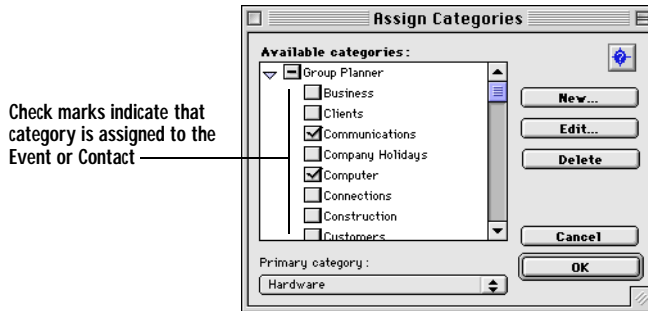 Assign Categories
Available categories:
Group Planner
Business
Clients
Communications
Company Holidays
Computer
Connections
Construction
Customers
New...
Edit...
Delete
Cancel
OK
Primary category:
Hardware
Check marks indicate that
category is assigned to the
Event or Contact